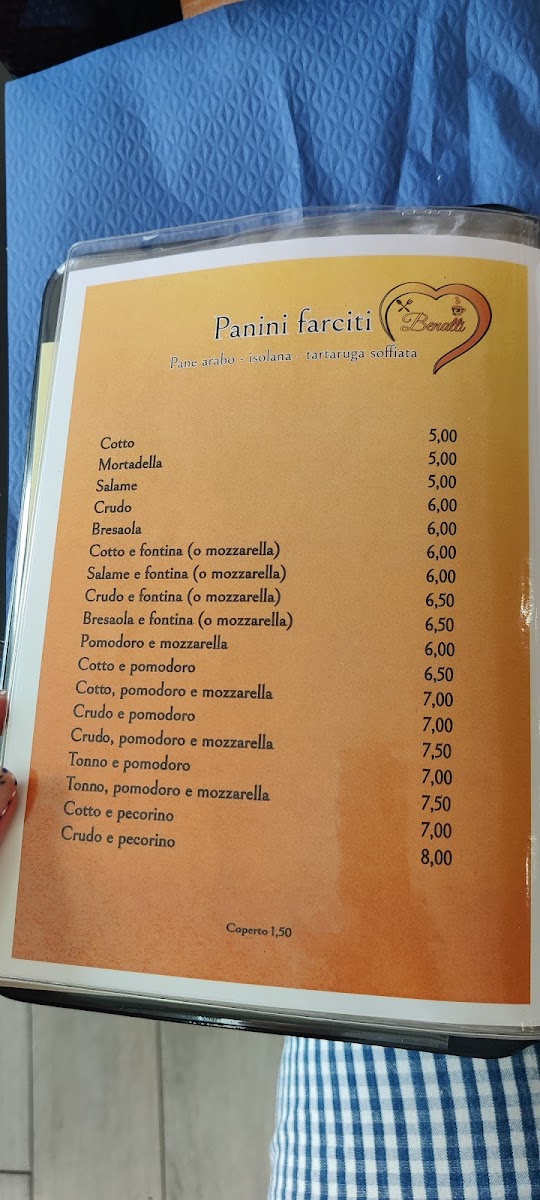 Panini farciti
Benatti
Pane arabo - isolana - tartaruga soffiata
Cotto 5,00
Mortadella 5,00
Salame 5,00
Crudo 6,00
Bresaola 6,00
Cotto e fontina (o mozzarella) 6,00
Salame e fontina (o mozzarella) 6,00
Crudo e fontina (o mozzarella) 6,50
Bresaola e fontina (o mozzarella) 6,50
Pomodoro e mozzarella 6,00
Cotto e pomodoro 6,50
Cotto, pomodoro e mozzarella 7,00
Crudo e pomodoro 7,00
Crudo, pomodoro e mozzarella 7,50
Tonno e pomodoro 7,00
Tonno, pomodoro e mozzarella 7,50
Cotto e pecorino 7,00
Crudo e pecorino 8,00
Coperto 1,50